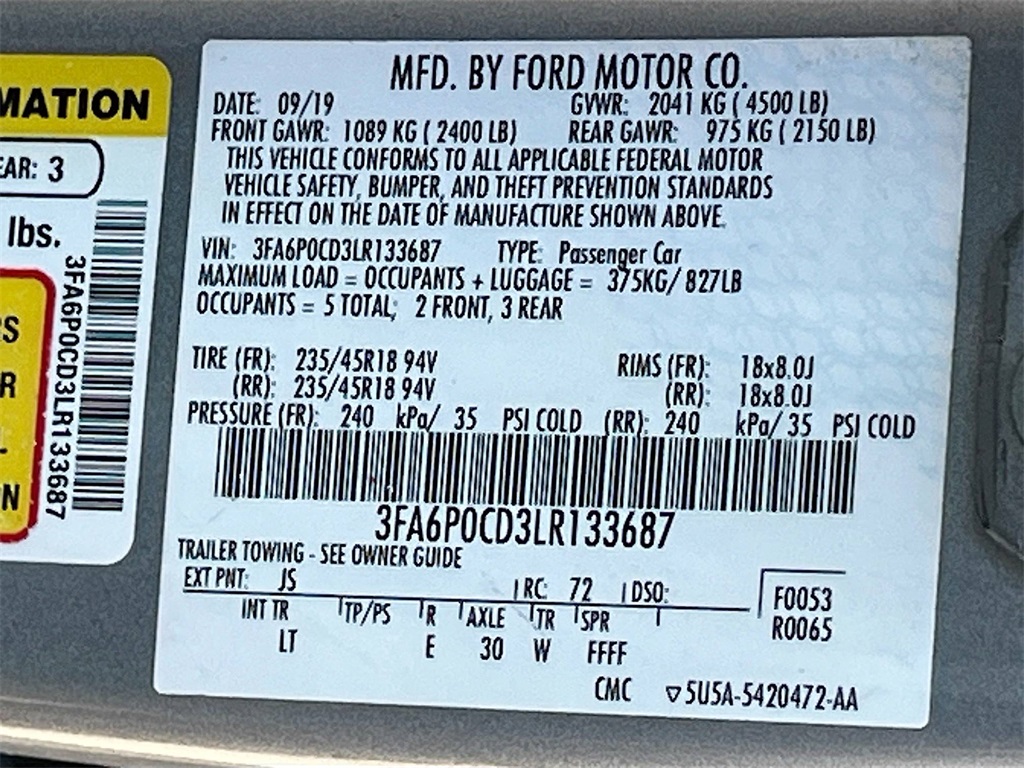 MATION
EAR: 3
lbs.
3FA6P0CD3LR133687
MFD. BY FORD MOTOR CO.
DATE: 09/19 GVWR: 2041 KG ( 4500 LB)
FRONT GAWR: 1089 KG ( 2400 LB) REAR GAWR: 975 KG ( 2150 LB)
THIS VEHICLE CONFORMS TO ALL APPLICABLE FEDERAL MOTOR
VEHICLE SAFETY, BUMPER, AND THEFT PREVENTION STANDARDS
IN EFFECT ON THE DATE OF MANUFACTURE SHOWN ABOVE.
VIN: 3FA6P0CD3LR133687 TYPE: Passenger Car
MAXIMUM LOAD = OCCUPANTS + LUGGAGE = 375KG/ 827LB
OCCUPANTS = 5 TOTAL; 2 FRONT, 3 REAR
TIRE (FR): 235/45R18 94V RIMS (FR): 18x8.0J
(RR): 235/45R18 94V (RR): 18x8.0J
PRESSURE (FR): 240 kPa/ 35 PSI COLD (RR): 240 kPa/ 35 PSI COLD
3FA6P0CD3LR133687
TRAILER TOWING - SEE OWNER GUIDE
EXT PNT: JS RC: 72 DSO: F0053
INT TR TP/PS R AXLE TR SPR R0065
LT E 30 W FFFF
CMC ▽5U5A-5420472-AA